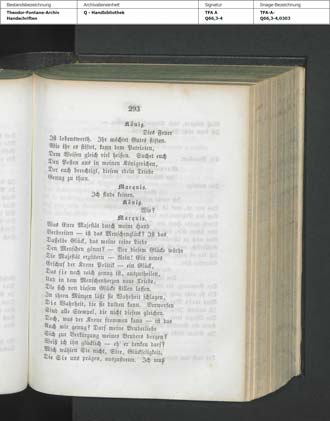 Bestandsbezeichnung
Theodor-Fontane-Archiv
Handschriften
Archivalieneinheit
Q - Handbibliothek
Signatur
TFA A
Q66,3-4
Image-Bezeichnung
TFA-A-
Q66,3-4,0303
293
König.
Dies Feuer
Ist lobenswerth. Ihr möchtet Gutes stiften.
Wie ihr es stiftet, kann dem Patrioten,
Dem Weisen gleich viel heißen. Suchet euch
Den Posten aus in meinen Königreichen,
Der euch berechtigt, diesem edeln Triebe
Genug zu thun.
Marquis.
Ich finde keinen.
König.
Wie?
Marquis.
Was Eure Majestät durch meine Hand
Verbreiten — ist das Menschenglück? Ist das
Dasselbe Glück, das meine reine Liebe
Den Menschen gönnt? — Vor diesem Glücke würde
Die Majestät erzittern — Nein! Ein neues
Erschuf der Krone Politik — ein Glück,
Das sie noch reich genug ist, auszutheilen,
Und in dem Menschenherzen neue Triebe,
Die sich von diesem Glücke stillen lassen.
In ihren Münzen läßt sie Wahrheit schlagen,
Die Wahrheit, die sie dulden kann. Verworfen
Sind alle Stempel, die nicht diesem gleichen.
Doch, was der Krone frommen kann — ist das
Auch mir genug? Darf meine Bruderliebe
Sich zur Verkürzung meines Bruders borgen?
Weiß ich ihn glücklich — eh' er denken darf?
Mich wählen Sie nicht, Sire, Glückseligkeit,
Die Sie uns prägen, auszustreun. Ich muß